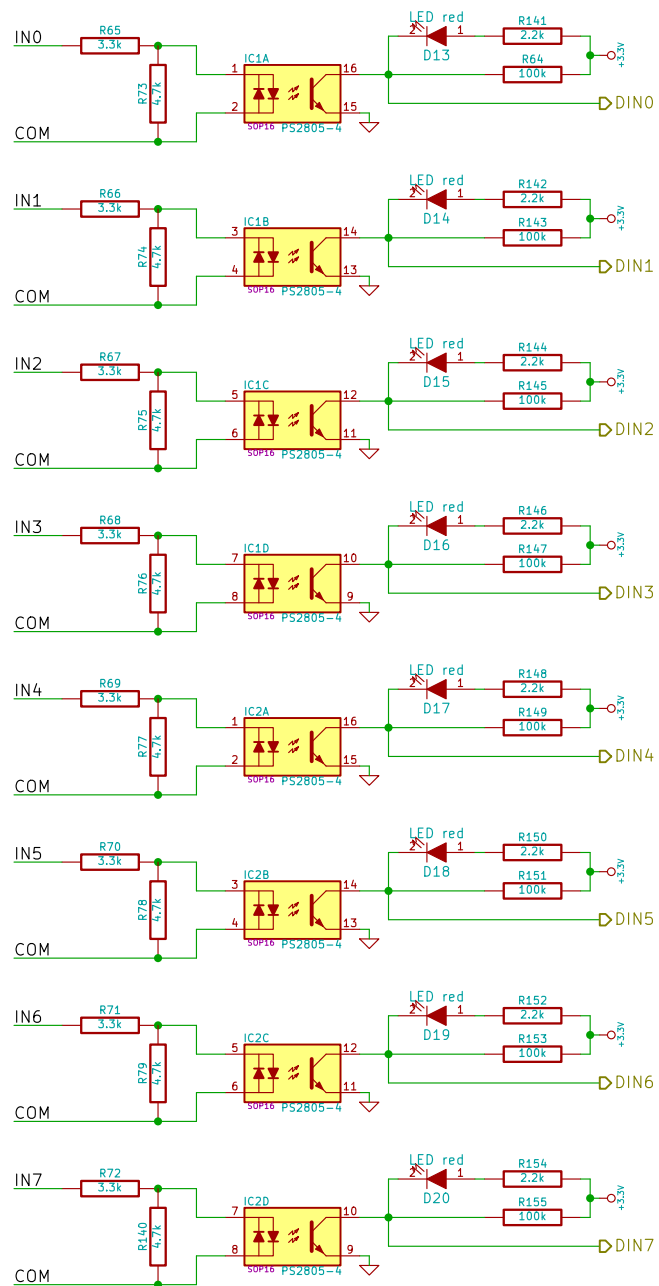 LED red
R141
2.2k
IN0
R65
3.3k
D13
+3.3V
IC1A
R64
100k
1
16
2
1
R73
4.7k
DIN0
2
15
SOP16
PS2805-4
COM
LED red
R142
2.2k
IN1
R66
3.3k
2
1
D14
+3.3V
IC1B
R143
100k
3
14
R74
4.7k
DIN1
4
13
SOP16
PS2805-4
COM
LED red
R144
2.2k
IN2
R67
3.3k
2
1
D15
+3.3V
IC1C
R145
100k
5
12
R75
4.7k
DIN2
6
11
SOP16
PS2805-4
COM
LED red
R146
2.2k
IN3
R68
3.3k
2
1
D16
+3.3V
IC1D
R147
100k
7
10
R76
4.7k
DIN3
8
9
SOP16
PS2805-4
COM
LED red
R148
2.2k
IN4
R69
3.3k
2
1
D17
+3.3V
IC2A
R149
100k
1
16
R77
4.7k
DIN4
2
15
SOP16
PS2805-4
COM
LED red
R150
2.2k
IN5
R70
3.3k
2
1
D18
+3.3V
IC2B
R151
100k
3
14
R78
4.7k
DIN5
4
13
SOP16
PS2805-4
COM
LED red
R152
2.2k
IN6
R71
3.3k
2
1
D19
+3.3V
IC2C
R153
100k
5
12
R79
4.7k
DIN6
6
11
SOP16
PS2805-4
COM
LED red
R154
2.2k
IN7
R72
3.3k
2
1
D20
+3.3V
IC2D
R155
100k
7
10
R140
4.7k
DIN7
8
9
SOP16
PS2805-4
COM